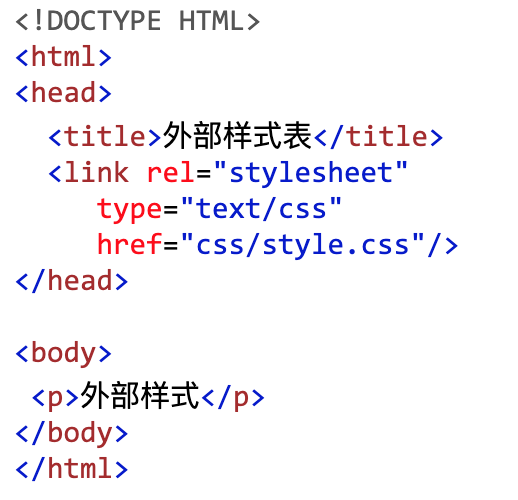 <!DOCTYPE HTML>
<html>
<head>
<title>外部样式表</title>
<link rel="stylesheet"
type="text/css"
href="css/style.css"/>
</head>
<body>
<p>外部样式</p>
</body>
</html>